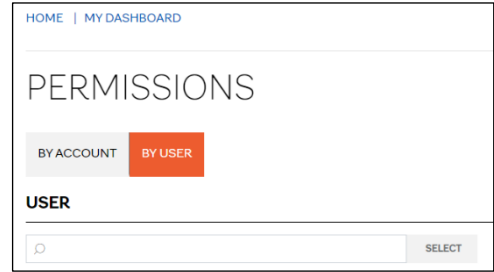 HOME | MY DASHBOARD
PERMISSIONS
BY ACCOUNT BY USER
USER
SELECT